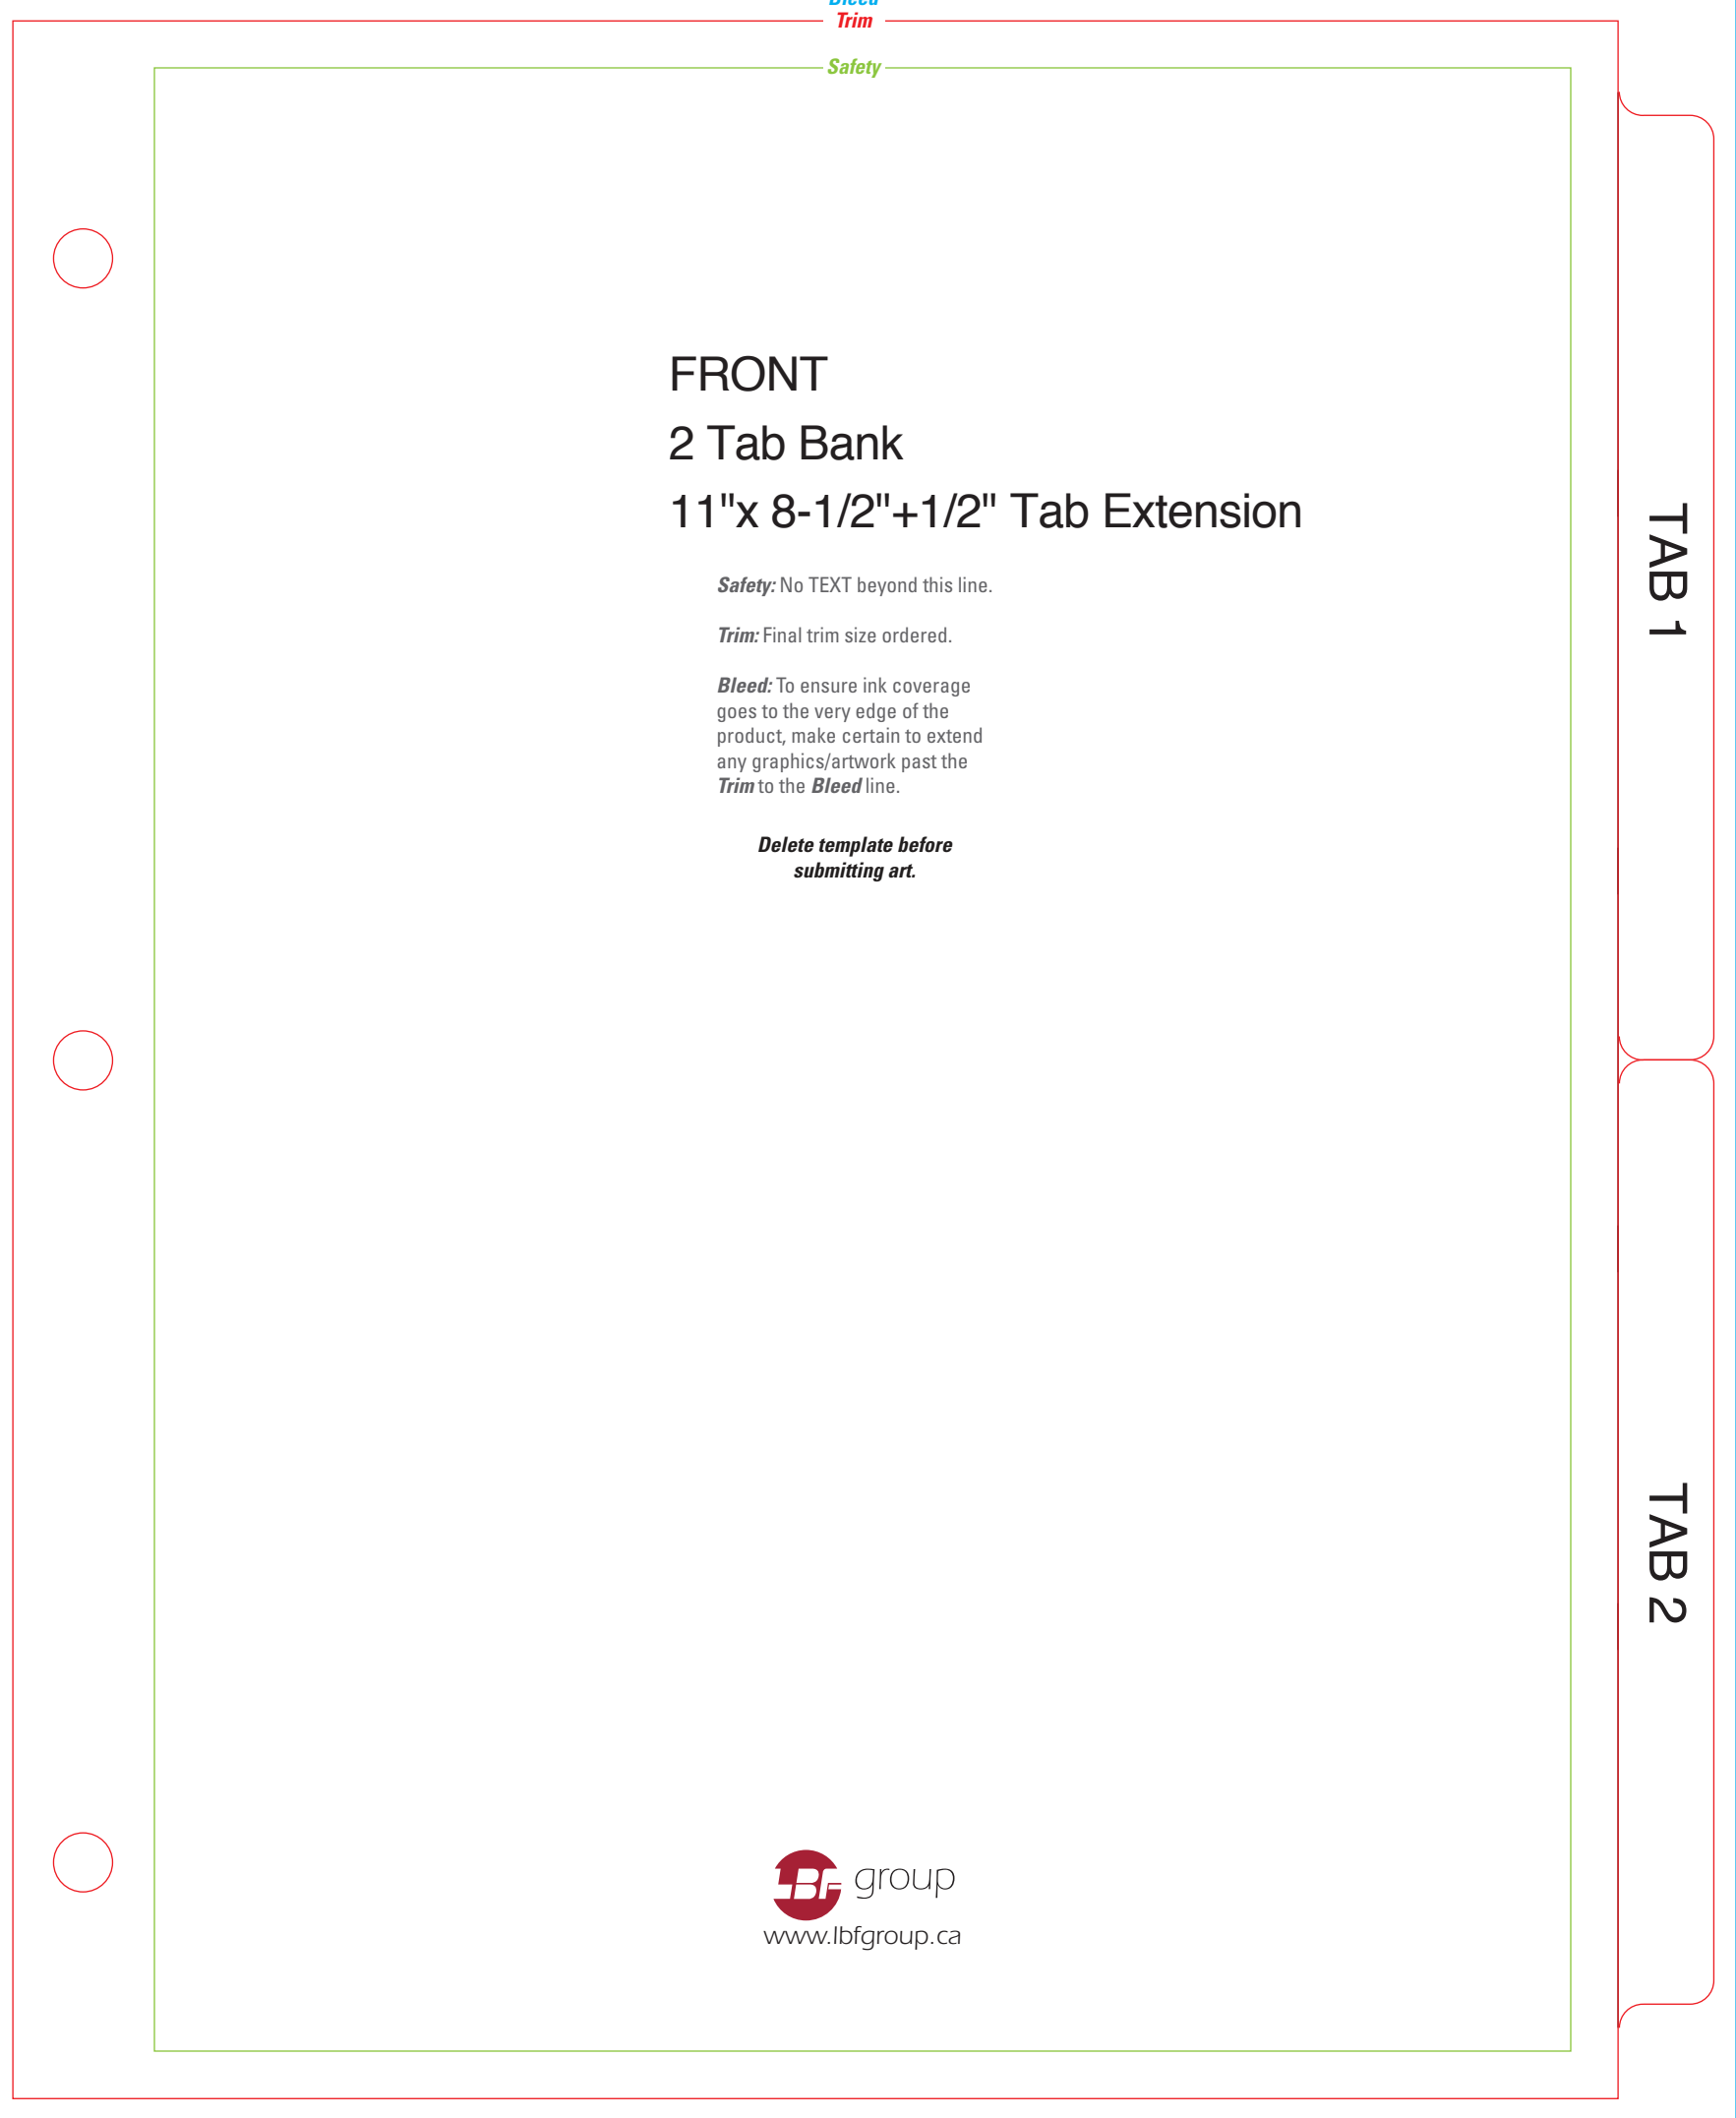 Bleed
Trim
Safety
FRONT
2 Tab Bank
11"x 8-1/2"+1/2" Tab Extension
Safety: No TEXT beyond this line.
Trim: Final trim size ordered.
Bleed: To ensure ink coverage
goes to the very edge of the
product, make certain to extend
any graphics/artwork past the
Trim to the Bleed line.
Delete template before
submitting art.
TAB 1
TAB 2
LBF group
www.lbfgroup.ca